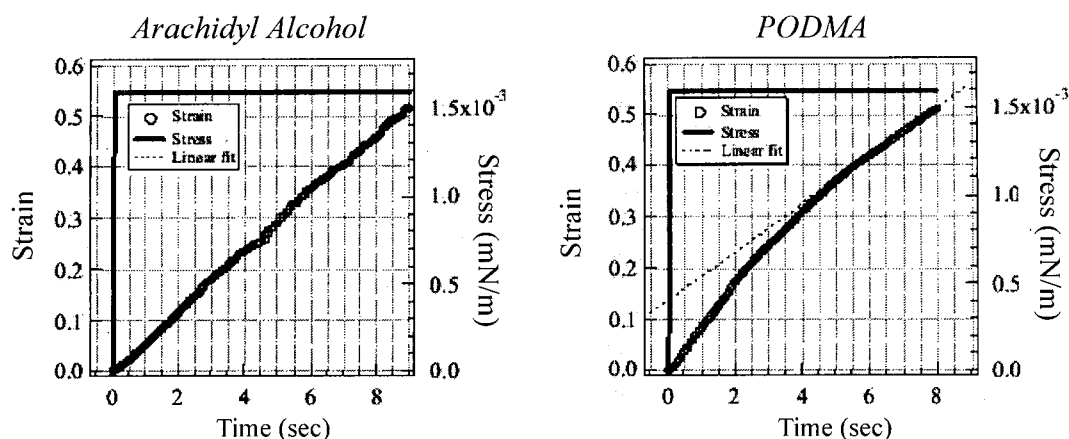 Arachidyl Alcohol
0.6
0.5
0.4
0.3
0.2
0.1
0.0
Strain
Strain
Stress
Linear fit
1.5x10⁻³
1.0
0.5
0.0
Stress (mN/m)
0 2 4 6 8
Time (sec)
PODMA
0.6
0.5
0.4
0.3
0.2
0.1
0.0
Strain
Strain
Stress
Linear fit
1.5x10⁻³
1.0
0.5
0.0
Stress (mN/m)
0 2 4 6 8
Time (sec)